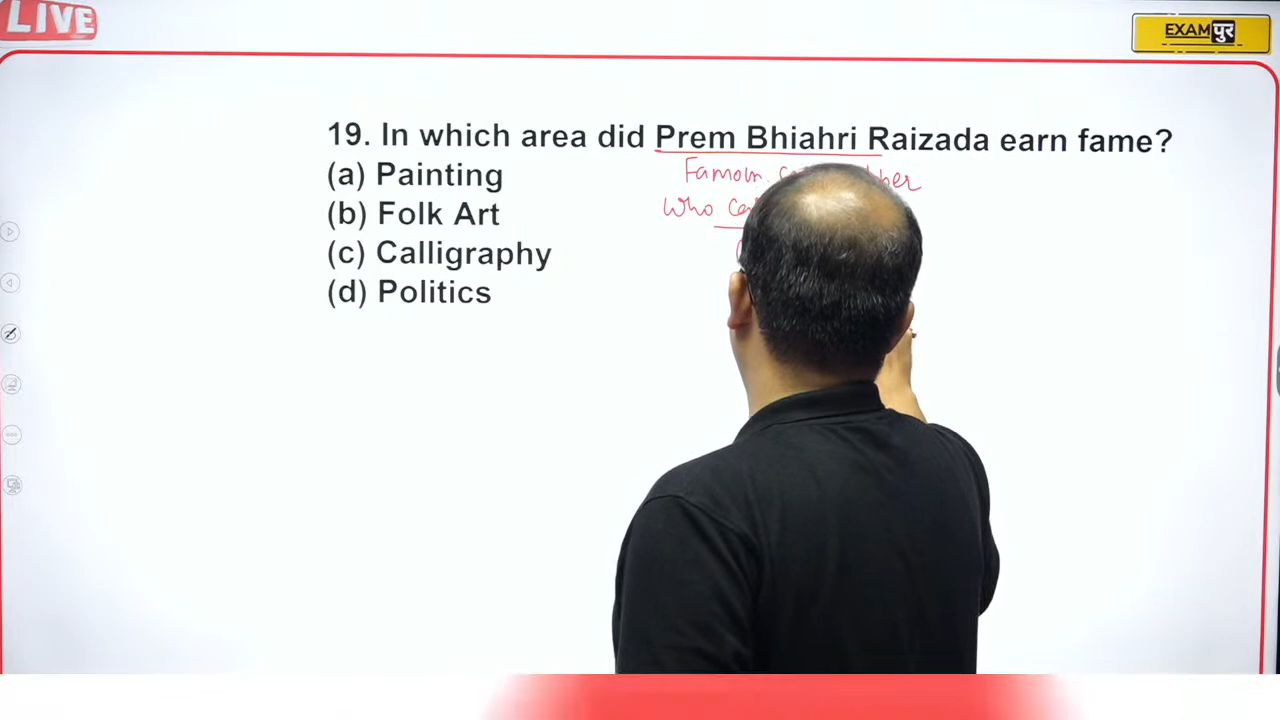 LIVE
EXAMपुर
19. In which area did Prem Bhiahri Raizada earn fame?
(a) Painting
(b) Folk Art
(c) Calligraphy
(d) Politics
Famous
who